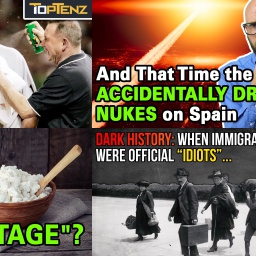 TOPTENZ
And That Time the
ACCIDENTALLY DR
NUKES on Spain
TAGE"?
DARK HISTORY: WHEN IMMIGRA
WERE OFFICIAL "IDIOTS"...